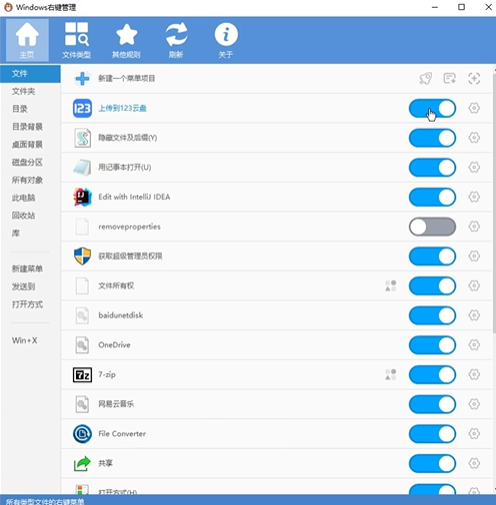 Windows右键管理
主页
文件类型
其他规则
刷新
关于
文件
文件夹
目录
目录背景
桌面背景
磁盘分区
所有对象
此电脑
回收站
库
新建菜单
发送到
打开方式
Win+X
新建一个菜单项目
123
上传到123云盘
隐藏文件及后缀(Y)
用记事本打开(U)
Edit with IntelliJ IDEA
removeproperties
获取超级管理员权限
文件所有权
baidunetdisk
OneDrive
7z
7-zip
网易云音乐
File Converter
共享
打开方式(H)
所有类型文件的右键菜单